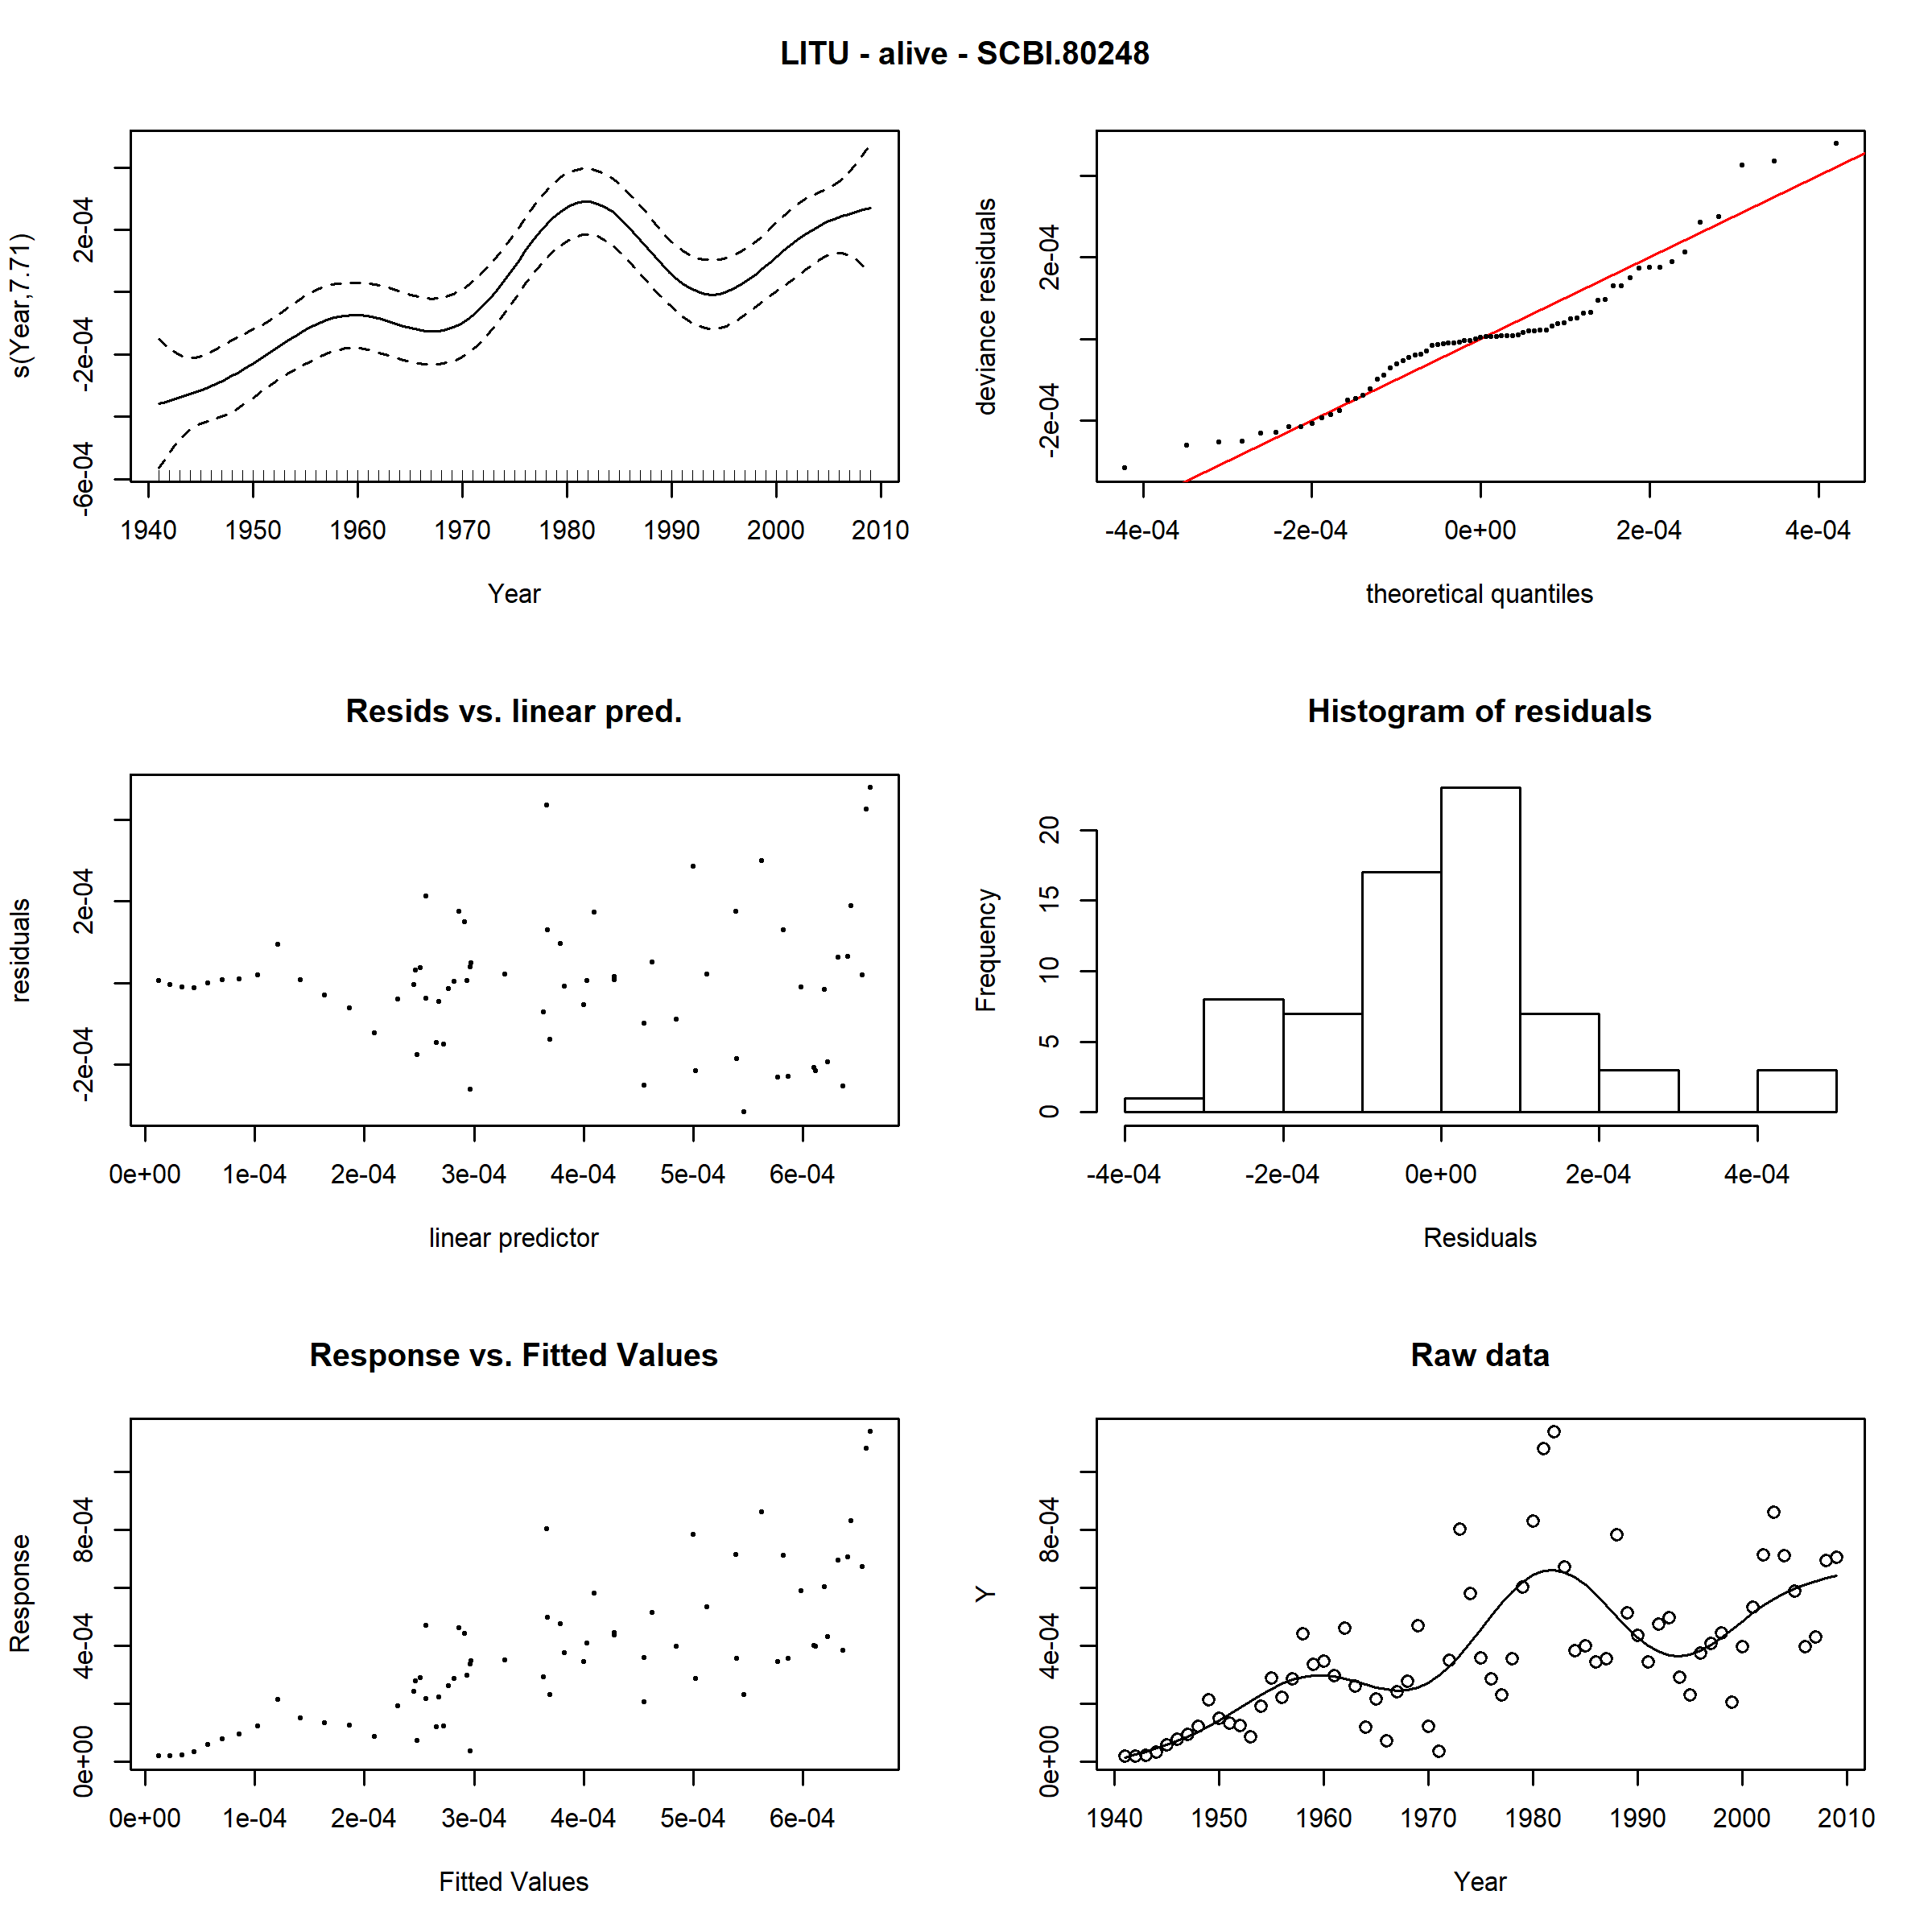 LITU - alive - SCBI.80248
s(Year,7.71)
-6e-04 -2e-04 2e-04
1940 1950 1960 1970 1980 1990 2000 2010
Year
deviance residuals
-2e-04 2e-04
-4e-04 -2e-04 0e+00 2e-04 4e-04
theoretical quantiles
Resids vs. linear pred.
residuals
-2e-04 2e-04
0e+00 1e-04 2e-04 3e-04 4e-04 5e-04 6e-04
linear predictor
Histogram of residuals
Frequency
0 5 10 15 20
-4e-04 -2e-04 0e+00 2e-04 4e-04
Residuals
Response vs. Fitted Values
Response
0e+00 4e-04 8e-04
0e+00 1e-04 2e-04 3e-04 4e-04 5e-04 6e-04
Fitted Values
Raw data
Y
0e+00 4e-04 8e-04
1940 1950 1960 1970 1980 1990 2000 2010
Year